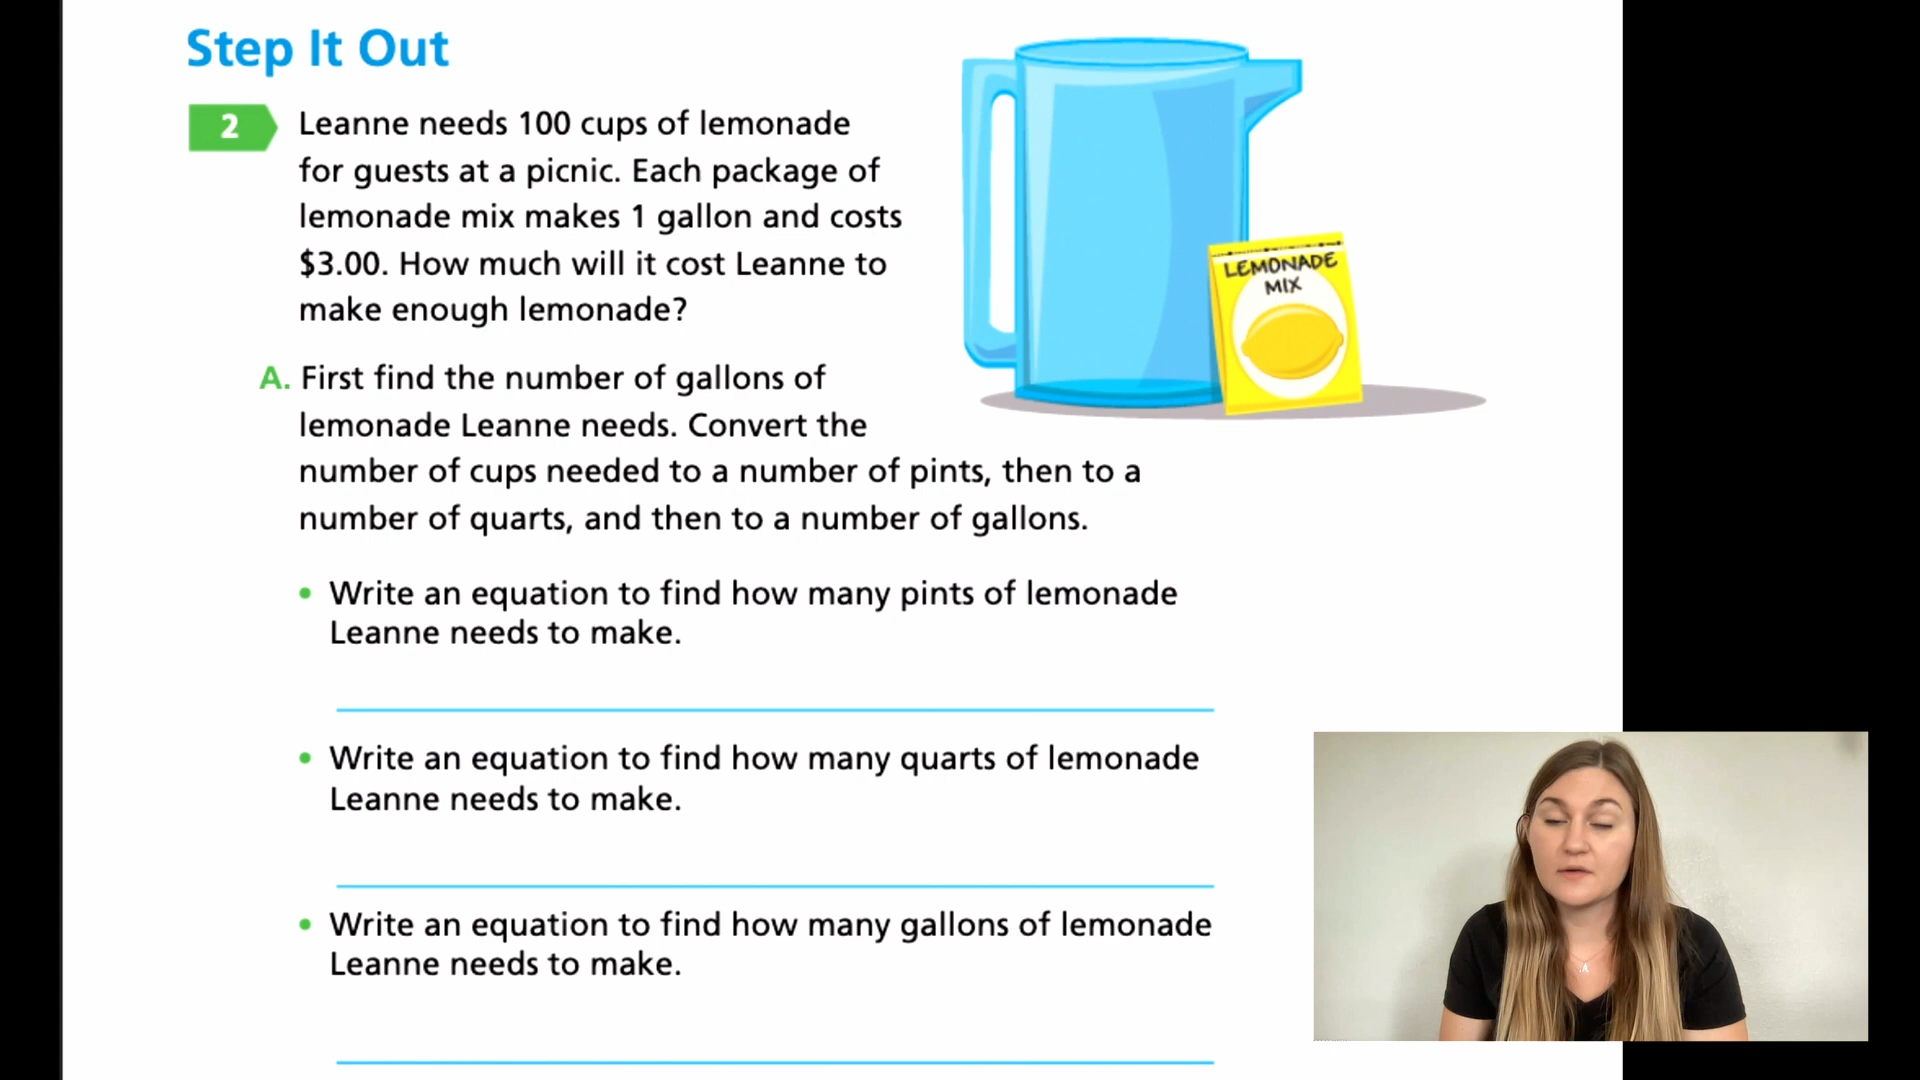 Step It Out
2
Leanne needs 100 cups of lemonade
for guests at a picnic. Each package of
lemonade mix makes 1 gallon and costs
$3.00. How much will it cost Leanne to
make enough lemonade?
LEMONADE
MIX
A. First find the number of gallons of
lemonade Leanne needs. Convert the
number of cups needed to a number of pints, then to a
number of quarts, and then to a number of gallons.
• Write an equation to find how many pints of lemonade
Leanne needs to make.
• Write an equation to find how many quarts of lemonade
Leanne needs to make.
• Write an equation to find how many gallons of lemonade
Leanne needs to make.